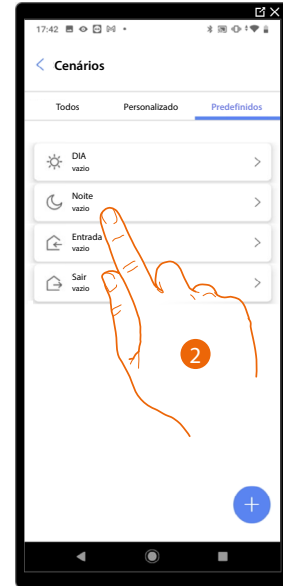 17:42
Cenários
Todos Personalizado Predefinidos
DIA
vazio
Noite
vazio
Entrada
vazio
Sair
vazio
2